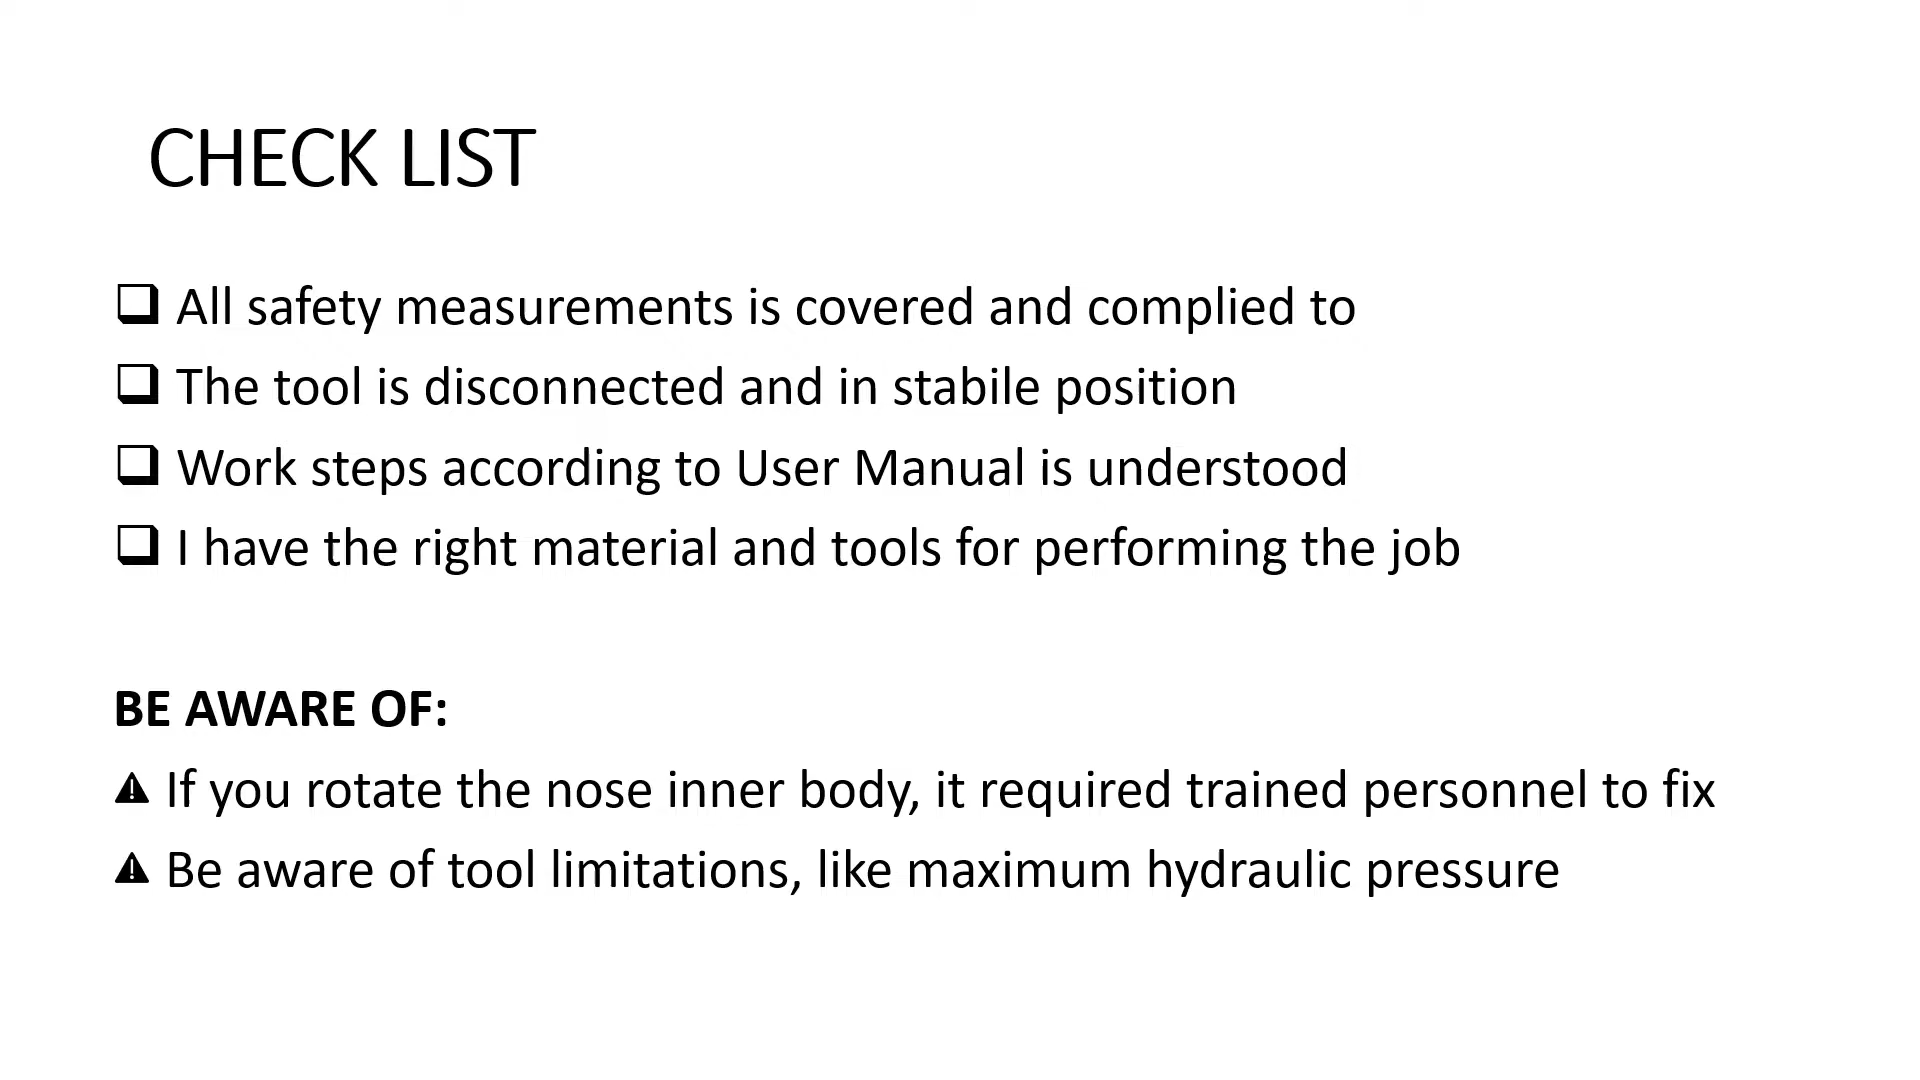 CHECK LIST
❑ All safety measurements is covered and complied to
❑ The tool is disconnected and in stabile position
❑ Work steps according to User Manual is understood
❑ I have the right material and tools for performing the job
BE AWARE OF:
⚠ If you rotate the nose inner body, it required trained personnel to fix
⚠ Be aware of tool limitations, like maximum hydraulic pressure